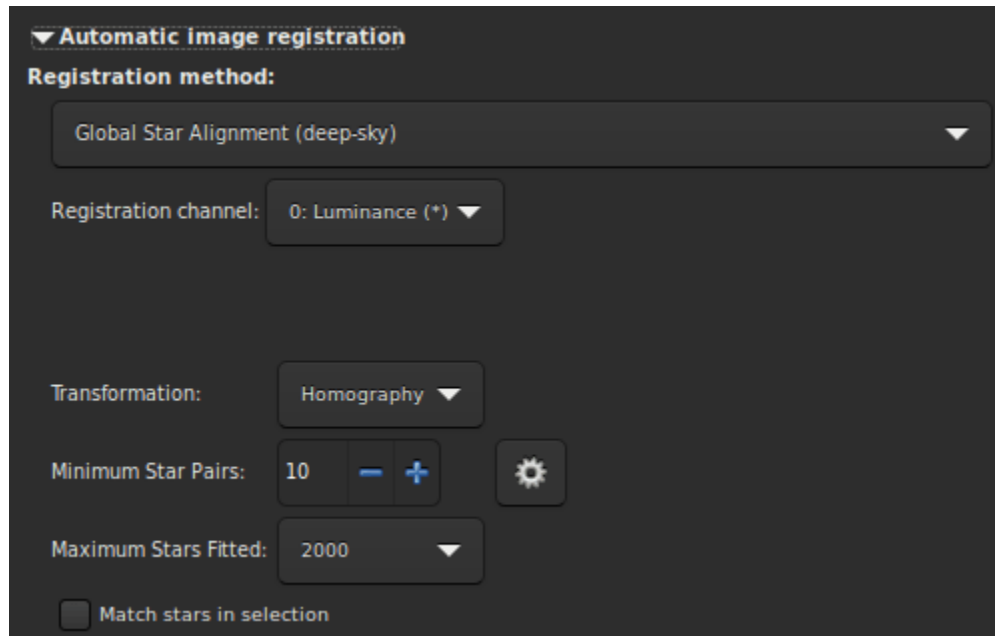 Automatic image registration
Registration method:
Global Star Alignment (deep-sky)
Registration channel: 0: Luminance (*)
Transformation: Homography
Minimum Star Pairs: 10
Maximum Stars Fitted: 2000
Match stars in selection